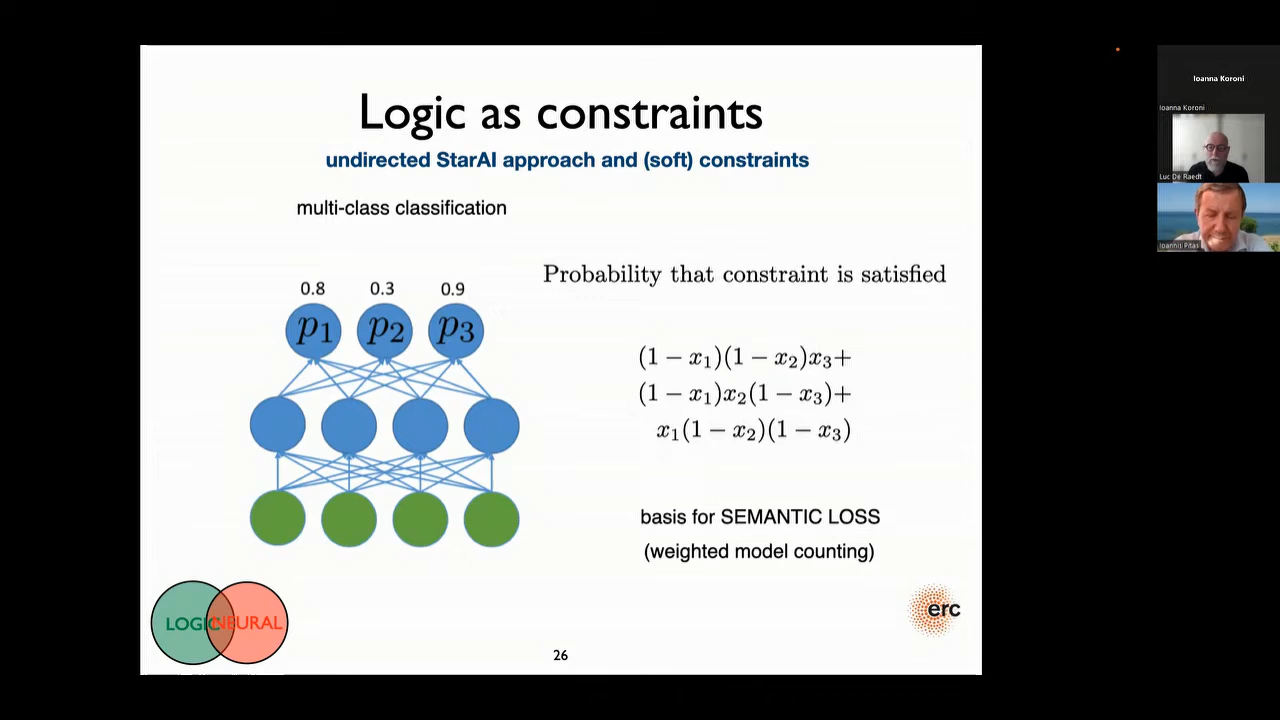 Logic as constraints
undirected StarAI approach and (soft) constraints
multi-class classification
Probability that constraint is satisfied
0.8 0.3 0.9
p₁ p₂ p₃
(1 − x₁)(1 − x₂)x₃+
(1 − x₁)x₂(1 − x₃)+
x₁(1 − x₂)(1 − x₃)
basis for SEMANTIC LOSS
(weighted model counting)
LOGIC NEURAL
erc
26
Ioanna Koroni
Ioanna Koroni
Luc De Raedt
Ioannis Pitas